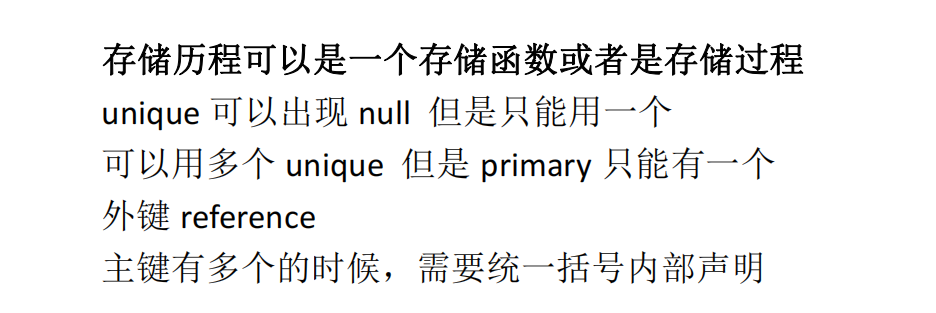 存储历程可以是一个存储函数或者是存储过程
unique 可以出现 null 但是只能用一个
可以用多个 unique 但是 primary 只能有一个
外键 reference
主键有多个的时候，需要统一括号内部声明